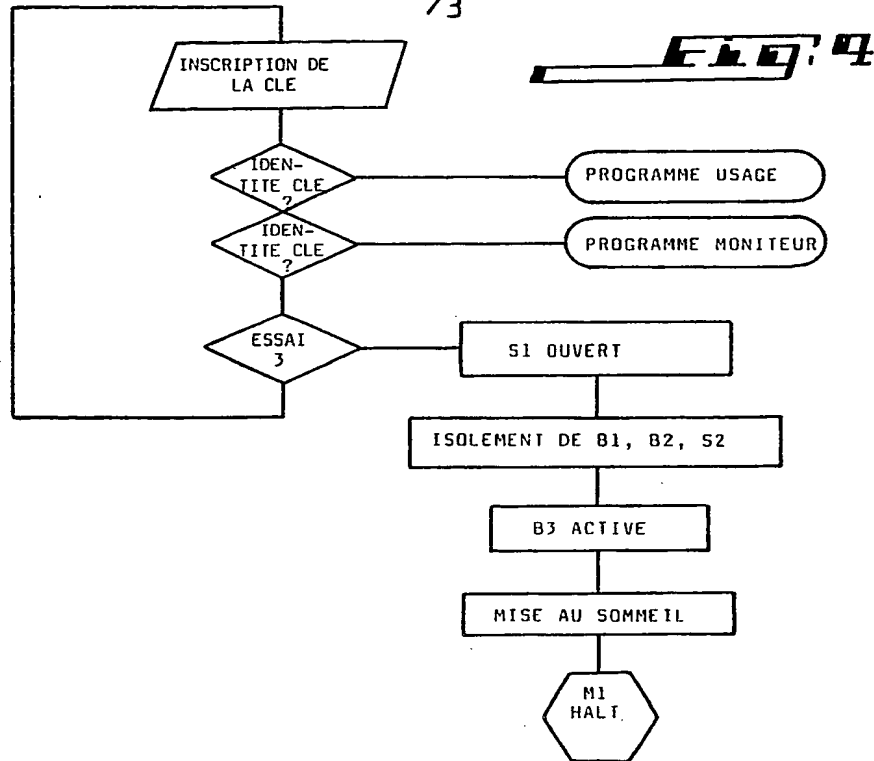 /3
Fig. 4
INSCRIPTION DE
LA CLE
IDEN-
TITE CLE
?
PROGRAMME USAGE
IDEN-
TITE CLE
?
PROGRAMME MONITEUR
ESSAI
3
S1 OUVERT
ISOLEMENT DE B1, B2, S2
B3 ACTIVE
MISE AU SOMMEIL
M1
HALT